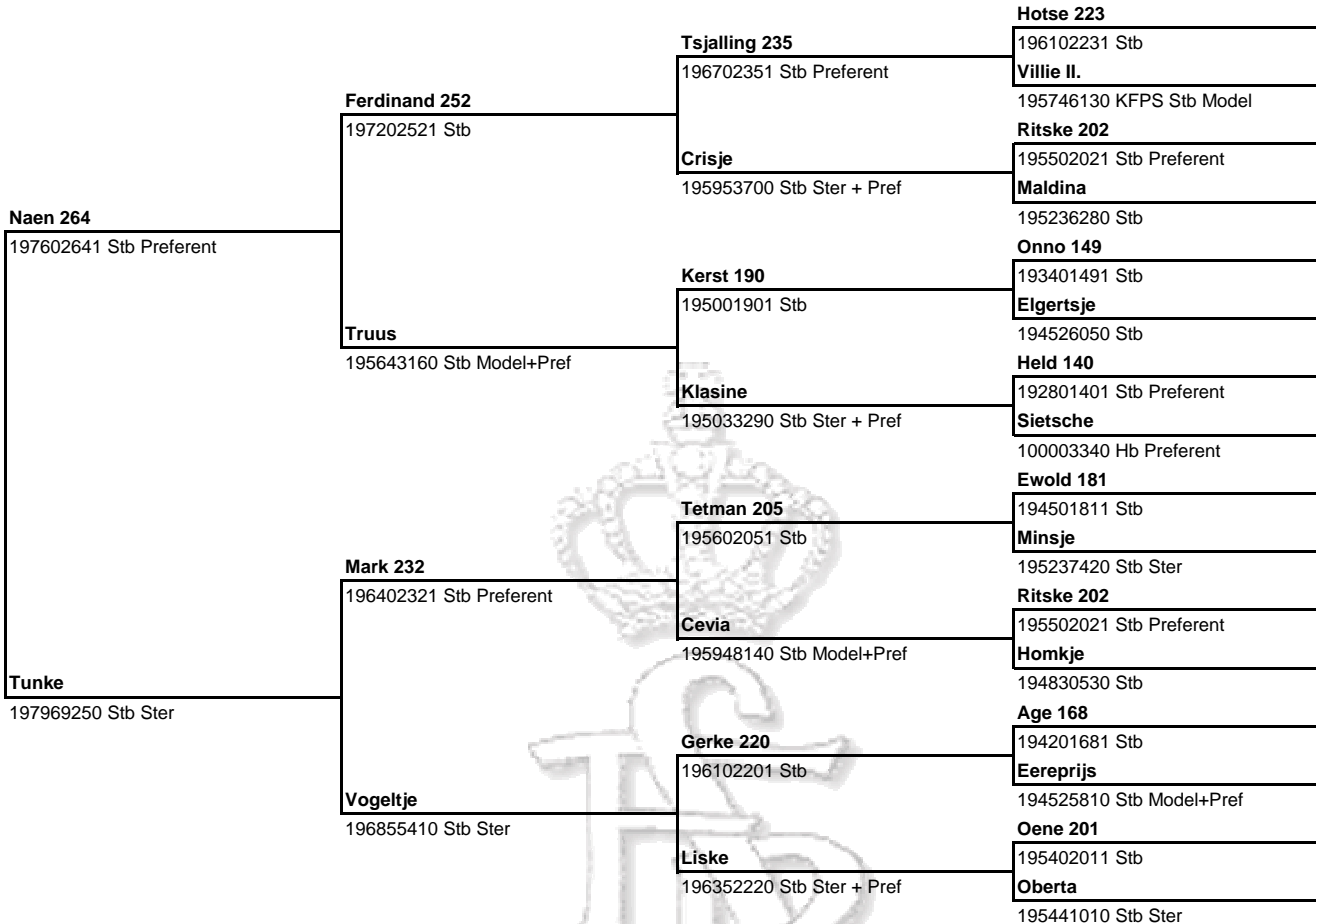 Naen 264
197602641 Stb Preferent
Tunke
197969250 Stb Ster
Ferdinand 252
197202521 Stb
Truus
195643160 Stb Model+Pref
Mark 232
196402321 Stb Preferent
Vogeltje
196855410 Stb Ster
Tsjalling 235
196702351 Stb Preferent
Crisje
195953700 Stb Ster + Pref
Kerst 190
195001901 Stb
Klasine
195033290 Stb Ster + Pref
Tetman 205
195602051 Stb
Cevia
195948140 Stb Model+Pref
Gerke 220
196102201 Stb
Liske
196352220 Stb Ster + Pref
Hotse 223
196102231 Stb
Villie II.
195746130 KFPS Stb Model
Ritske 202
195502021 Stb Preferent
Maldina
195236280 Stb
Onno 149
193401491 Stb
Elgertsje
194526050 Stb
Held 140
192801401 Stb Preferent
Sietsche
100003340 Hb Preferent
Ewold 181
194501811 Stb
Minsje
195237420 Stb Ster
Ritske 202
195502021 Stb Preferent
Homkje
194830530 Stb
Age 168
194201681 Stb
Eereprijs
194525810 Stb Model+Pref
Oene 201
195402011 Stb
Oberta
195441010 Stb Ster